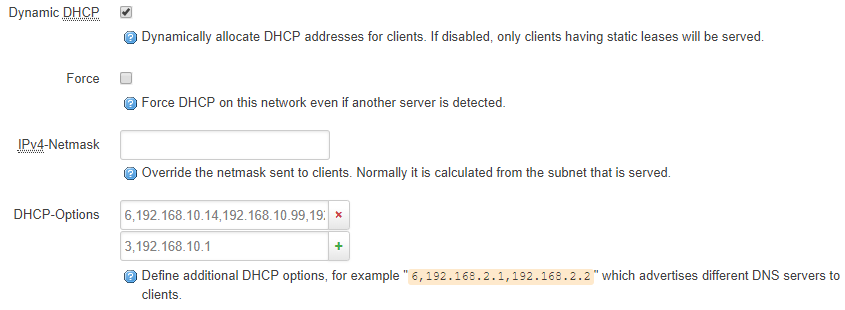 Dynamic DHCP
Dynamically allocate DHCP addresses for clients. If disabled, only clients having static leases will be served.
Force
Force DHCP on this network even if another server is detected.
IPv4-Netmask
Override the netmask sent to clients. Normally it is calculated from the subnet that is served.
DHCP-Options
6,192.168.10.14,192.168.10.99,19
3,192.168.10.1
Define additional DHCP options, for example "6,192.168.2.1,192.168.2.2" which advertises different DNS servers to
clients.